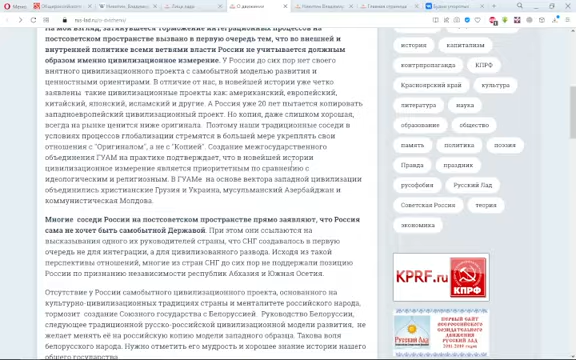 На мой взгляд, затянувшееся торможение интеграционных процессов на
постсоветском пространстве вызвано в первую очередь тем, что во внешней и
внутренней политике всеми ветвями власти России не учитывается должным
образом именно цивилизационное измерение. У России до сих пор нет своего
внятного цивилизационного проекта с самобытной моделью развития и
ценностными ориентирами. В отличие от нас, в новейшей истории уже четко
заявлены такие цивилизационные проекты как: американский, европейский,
китайский, японский, исламский и другие. А Россия уже 20 лет пытается копировать
западноевропейский цивилизационный проект. Но копия, даже слишком хорошая,
всегда на рынке ценится ниже оригинала. Поэтому наши традиционные соседи в
условиях процессов глобализации стремятся в большей мере укреплять свои
отношения с "Оригиналом", а не с "Копией". Создание межгосударственного
объединения ГУАМ на практике подтверждает, что в новейшей истории
цивилизационное измерение является приоритетным по сравнению с
идеологическим и религиозным. В ГУАМе на основе вектора западной цивилизации
объединились христианские Грузия и Украина, мусульманский Азербайджан и
коммунистическая Молдова.
Многие соседи России на постсоветском пространстве прямо заявляют, что Россия
сама не хочет быть самобытной Державой. При этом они ссылаются на
высказывания одного их руководителей страны, что СНГ создавалось в первую
очередь не для интеграции, а для цивилизованного развода. Исходя из такой
перспективы отношений, многие из стран СНГ до сих пор не поддержали позицию
России по признанию независимости республик Абхазия и Южная Осетия.
Отсутствие у России самобытного цивилизационного проекта, основанного на
культурно-цивилизационных традициях страны и менталитете российского народа,
тормозит создание Союзного государства с Белоруссией. Руководство Белоруссии,
следующее традиционной русско-российской цивилизационной модели развития, не
желает менять её на российскую копию модели западного образца. Такова воля
белорусского народа. Нужно отметить его мудрость и хорошее знание истории нашего
общего государства
история
капитализм
контрпропаганда
КПРФ
Красноярский край
культура
литература
наука
образование
общество
память
политика
поэзия
Правда
праздник
русофобия
Русский Лад
Советская Россия
теория
экономика
KPRF.ru
КПРФ
Русский Лад